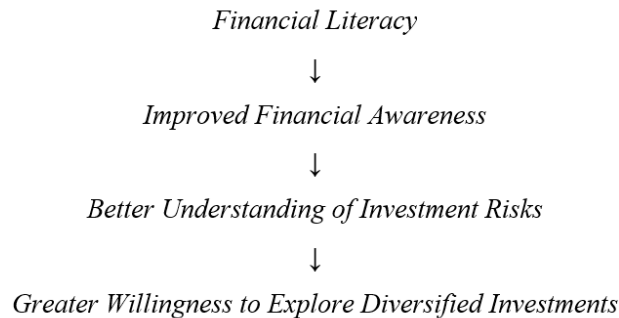 Financial Literacy
↓
Improved Financial Awareness
↓
Better Understanding of Investment Risks
↓
Greater Willingness to Explore Diversified Investments